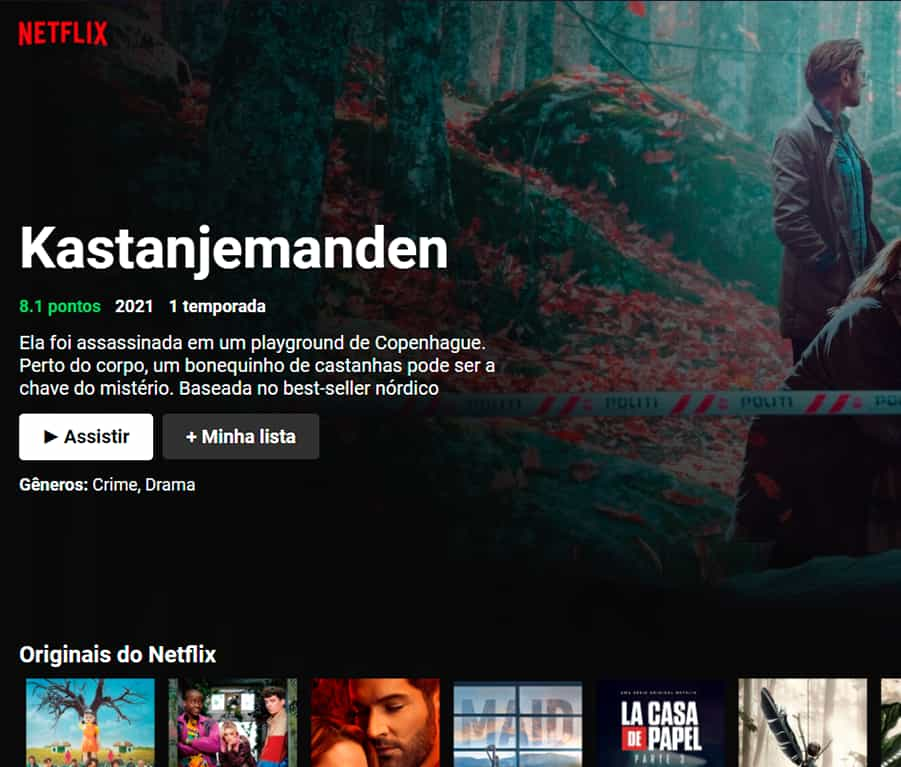 NETFLIX
Kastanjemanden
8.1 pontos 2021 1 temporada
Ela foi assassinada em um playground de Copenhague.
Perto do corpo, um bonequinho de castanhas pode ser a
chave do mistério. Baseada no best-seller nórdico
POLITI POLITI POLITI
▶ Assistir + Minha lista
Gêneros: Crime, Drama
Originais do Netflix
MAID
UMA SÉRIE ORIGINAL NETFLIX
LA CASA
DE PAPEL
PARTE 3